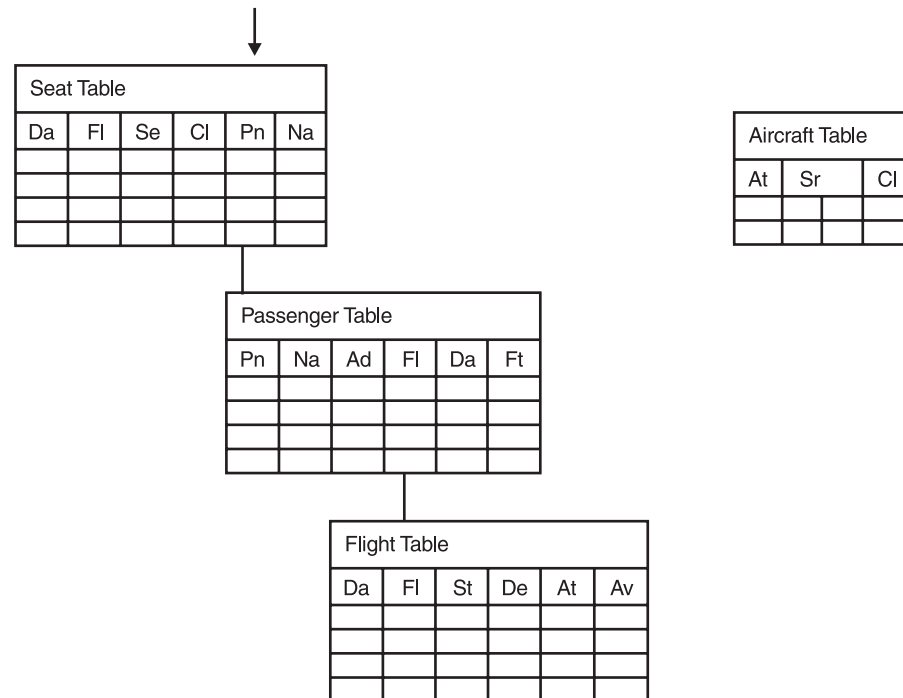 Seat Table
Da Fl Se Cl Pn Na
Aircraft Table
At Sr Cl
Passenger Table
Pn Na Ad Fl Da Ft
Flight Table
Da Fl St De At Av